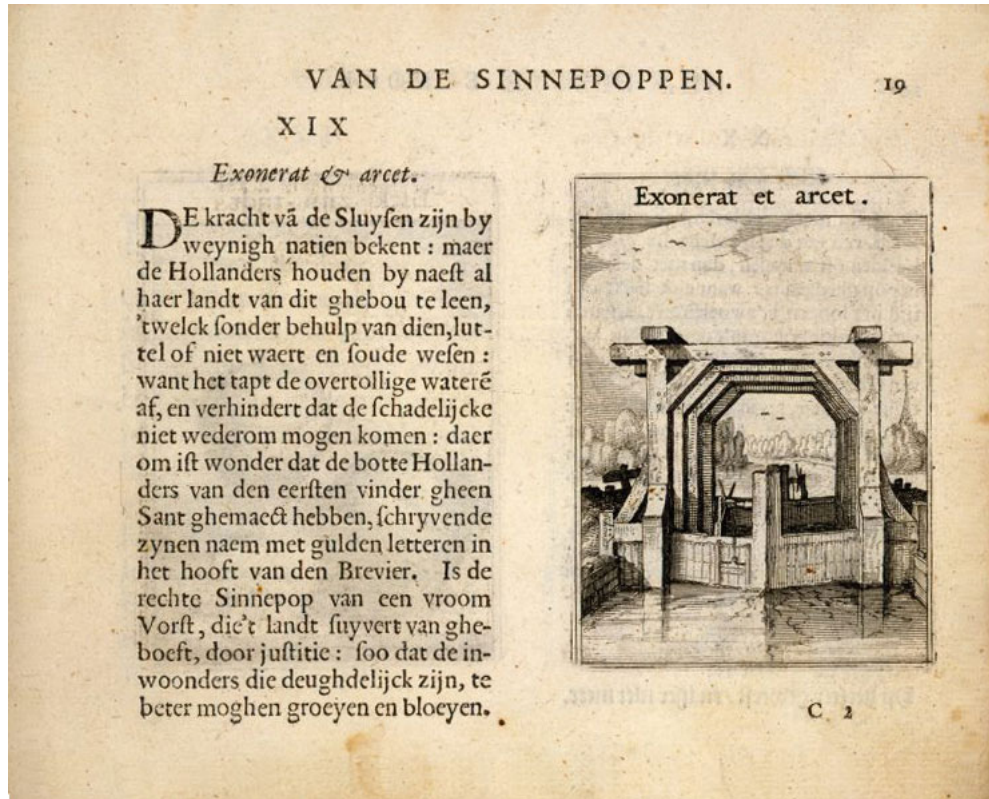 VAN DE SINNEPOPPEN. 19
XIX
Exonerat & arcet.
DE kracht vã de Sluyſen zijn by
weynigh natien bekent : maer
de Hollanders houden by naeſt al
haer landt van dit ghebou te leen,
'twelck ſonder behulp van dien, lut-
tel of niet waert en ſoude weſen :
want het tapt de overtollige waterẽ
af, en verhindert dat de ſchadelijcke
niet wederom mogen komen : daer
om iſt wonder dat de botte Hollan-
ders van den eerſten vinder gheen
Sant ghemaect hebben, ſchryvende
zynen naem met gulden letteren in
het hooft van den Brevier. Is de
rechte Sinnepop van een vroom
Vorſt, die't landt ſuyvert van ghe-
boeft, door juſtitie : ſoo dat de in-
woonders die deughdelijck zijn, te
beter moghen groeyen en bloeyen.
Exonerat et arcet.
C 2